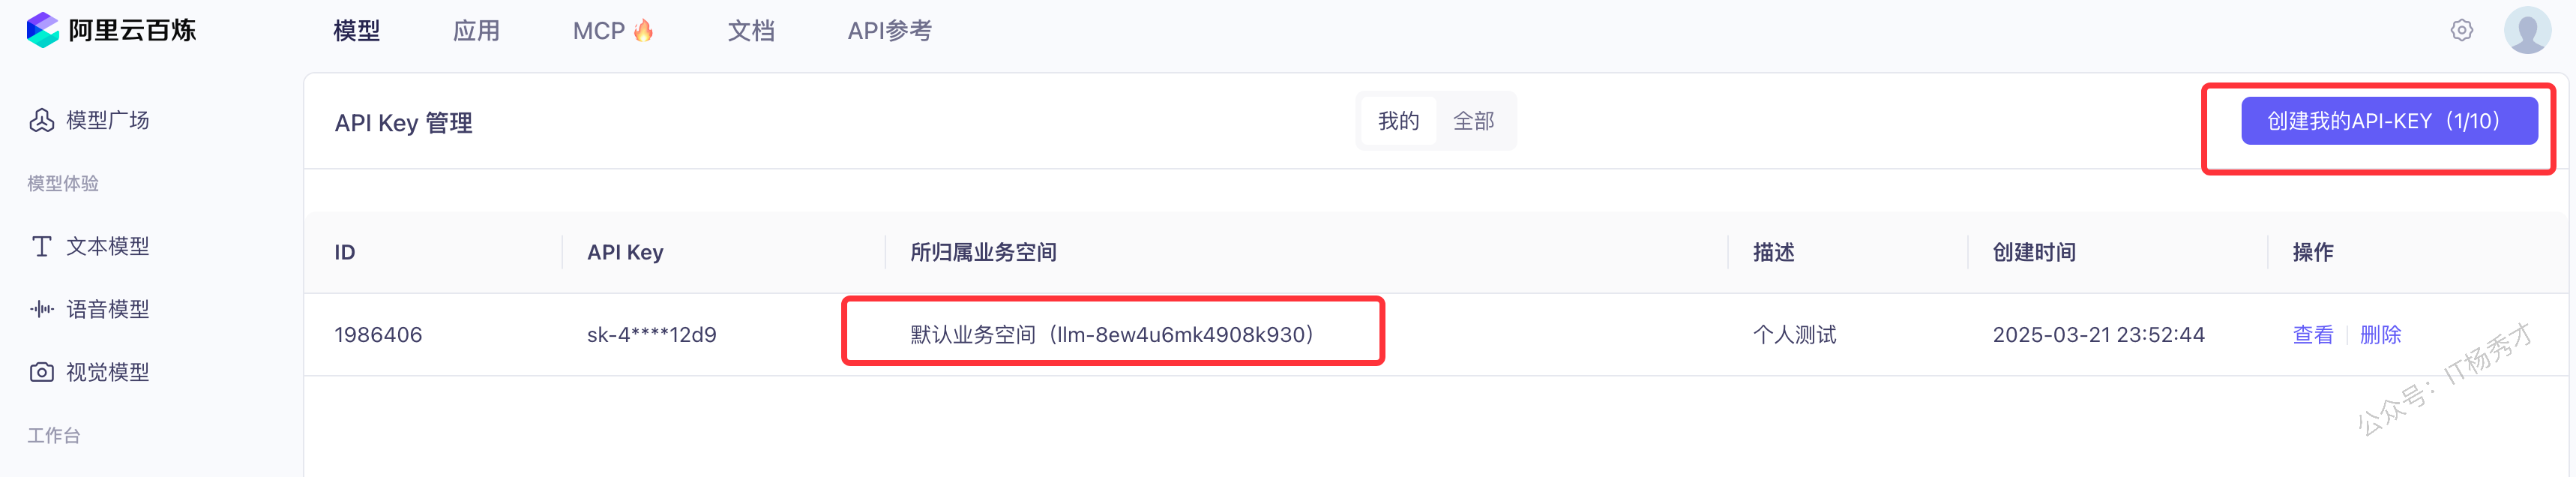 阿里云百炼
模型
应用
MCP
文档
API参考
模型广场
模型体验
文本模型
语音模型
视觉模型
工作台
API Key 管理
我的
全部
创建我的API-KEY（1/10）
ID
API Key
所归属业务空间
描述
创建时间
操作
1986406
sk-4****12d9
默认业务空间（llm-8ew4u6mk4908k930）
个人测试
2025-03-21 23:52:44
查看
删除
公众号：IT杨秀才